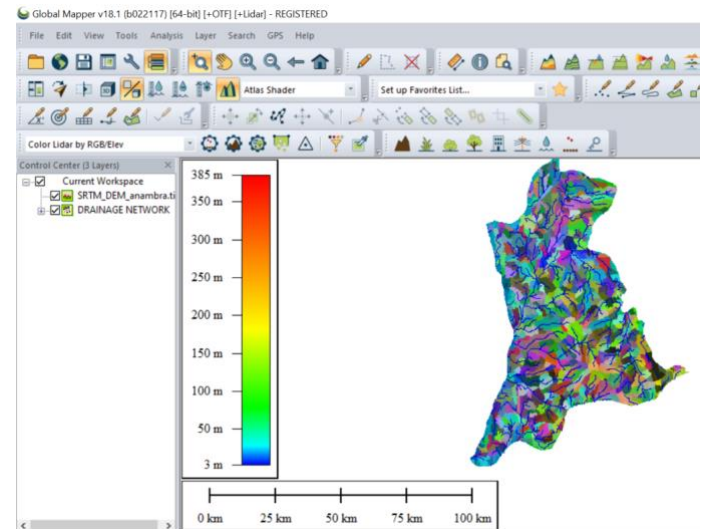 Global Mapper v18.1 (b022117) [64-bit] [+OTF] [+Lidar] - REGISTERED
File Edit View Tools Analysis Layer Search GPS Help
Atlas Shader
Set up Favorites List...
Color Lidar by RGB/Elev
Control Center (3 Layers)
Current Workspace
SRTM_DEM_anambra.ti
DRAINAGE NETWORK
385 m
350 m
300 m
250 m
200 m
150 m
100 m
50 m
3 m
0 km 25 km 50 km 75 km 100 km